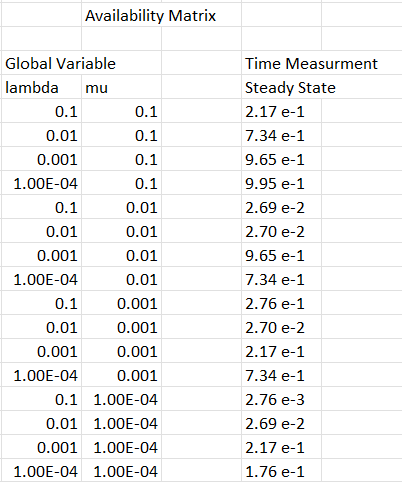 Availability Matrix
Global Variable Time Measurment
lambda mu Steady State
0.1 0.1 2.17 e-1
0.01 0.1 7.34 e-1
0.001 0.1 9.65 e-1
1.00E-04 0.1 9.95 e-1
0.1 0.01 2.69 e-2
0.01 0.01 2.70 e-2
0.001 0.01 9.65 e-1
1.00E-04 0.01 7.34 e-1
0.1 0.001 2.76 e-1
0.01 0.001 2.70 e-2
0.001 0.001 2.17 e-1
1.00E-04 0.001 7.34 e-1
0.1 1.00E-04 2.76 e-3
0.01 1.00E-04 2.69 e-2
0.001 1.00E-04 2.17 e-1
1.00E-04 1.00E-04 1.76 e-1